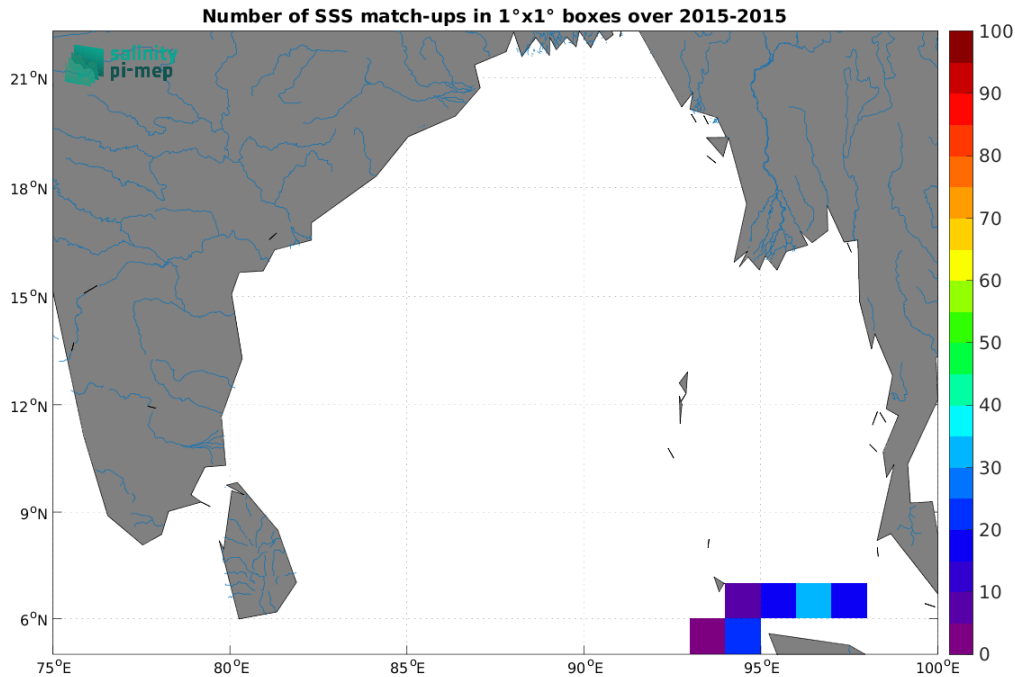 Number of SSS match-ups in 1°x1° boxes over 2015-2015
salinity
pi-mep
21°N
18°N
15°N
12°N
9°N
6°N
75°E
80°E
85°E
90°E
95°E
100°E
100
90
80
70
60
50
40
30
20
10
0